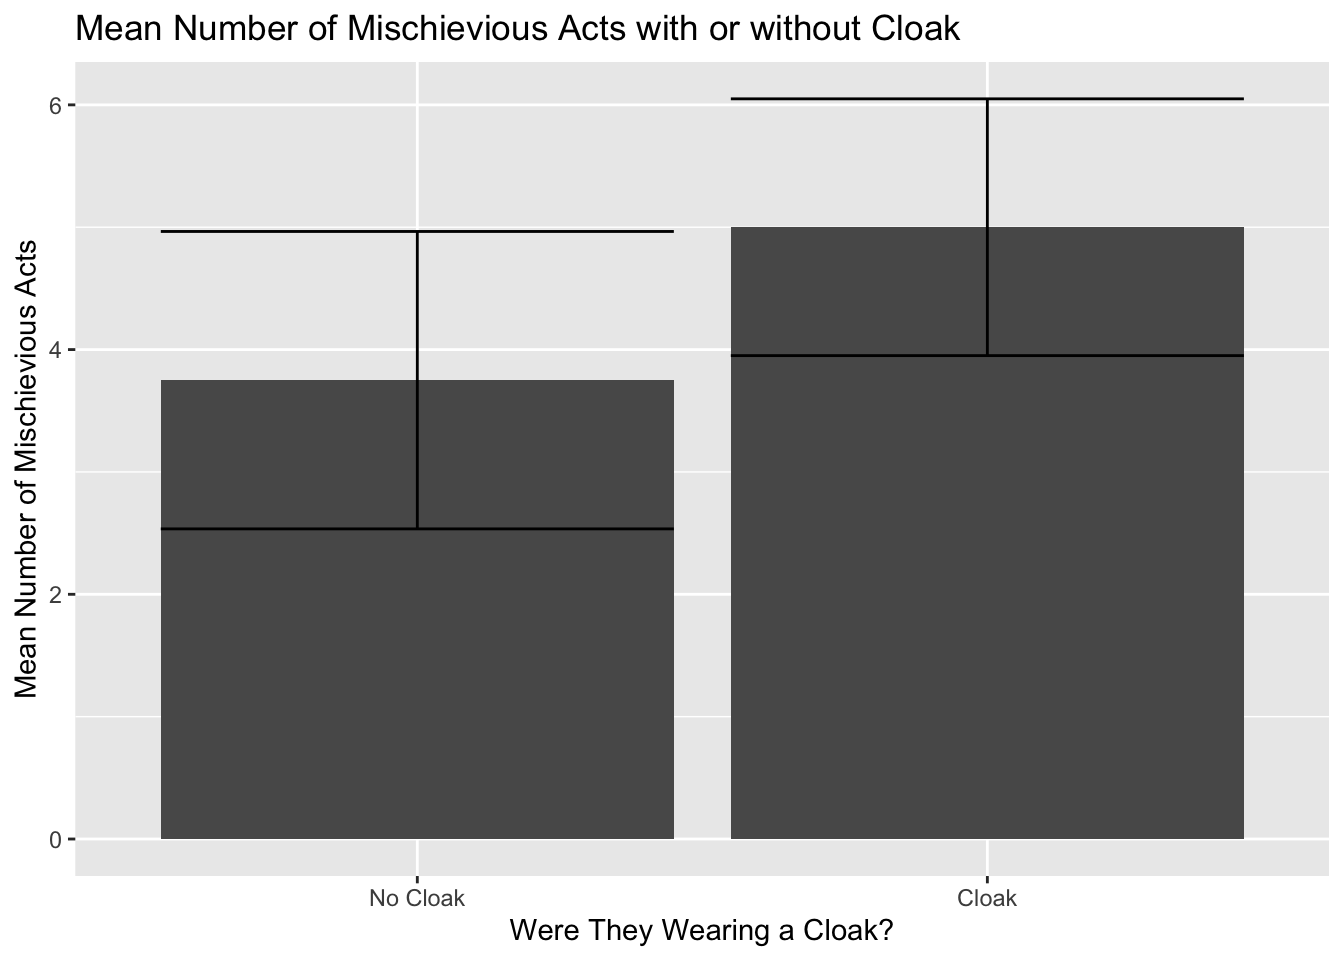 Mean Number of Mischievious Acts with or without Cloak
Mean Number of Mischievious Acts
6
4
2
0
No Cloak
Cloak
Were They Wearing a Cloak?